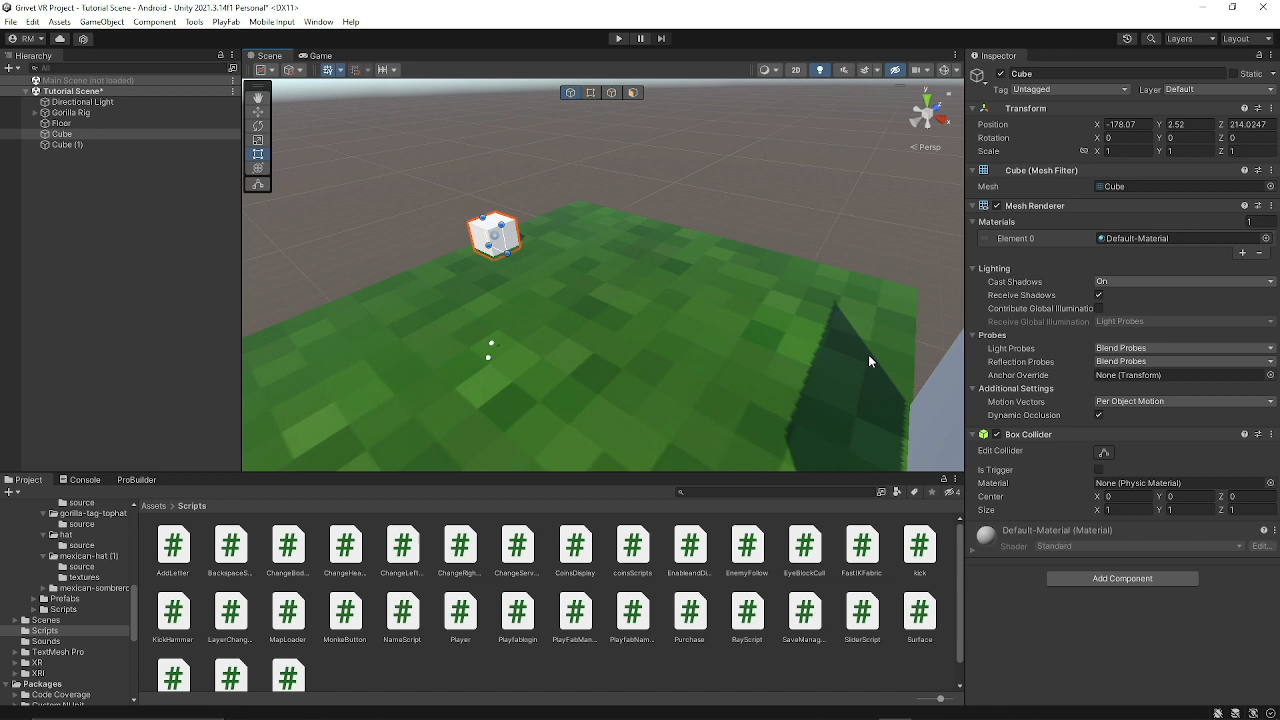 Grivet VR Project - Tutorial Scene - Android - Unity 2021.3.14f1 Personal* <DX11>
File Edit Assets GameObject Component Tools PlayFab Mobile Input Window Help
RM Layers Layout
Hierarchy Scene Game Inspector
All
2D
Main Scene (not loaded)
Tutorial Scene*
Directional Light
Gorilla Rig
Floor
Cube
Cube (1)
y
x
z
Persp
Cube Static
Tag Untagged Layer Default
Transform
Position X -178.07 Y 2.52 Z 214.0247
Rotation X 0 Y 0 Z 0
Scale X 1 Y 1 Z 1
Cube (Mesh Filter)
Mesh Cube
Mesh Renderer
Materials 1
Element 0 Default-Material
Lighting
Cast Shadows On
Receive Shadows
Contribute Global Illuminatio
Receive Global Illumination Light Probes
Probes
Light Probes Blend Probes
Reflection Probes Blend Probes
Anchor Override None (Transform)
Additional Settings
Motion Vectors Per Object Motion
Dynamic Occlusion
Box Collider
Edit Collider
Is Trigger
Material None (Physic Material)
Center X 0 Y 0 Z 0
Size X 1 Y 1 Z 1
Default-Material (Material)
Shader Standard Edit...
Add Component
Project Console ProBuilder
4
source
gorilla-tag-tophat
source
hat
source
mexican-hat (1)
source
textures
mexican-sombrero
Prefabs
Scripts
Scenes
Scripts
Sounds
TextMesh Pro
XR
XRI
Packages
Code Coverage
Assets > Scripts
AddLetter BackspaceS... ChangeBod... ChangeHea... ChangeLeft... ChangeRigh... ChangeServ... CoinsDisplay coinsScripts EnableandDi... EnemyFollow EyeBlockCull FastIKFabric kick
KickHammer LayerChang... MapLoader MonkeButton NameScript Player Playfablogin PlayFabMan... PlayfabNam... Purchase RayScript SaveManag... SliderScript Surface